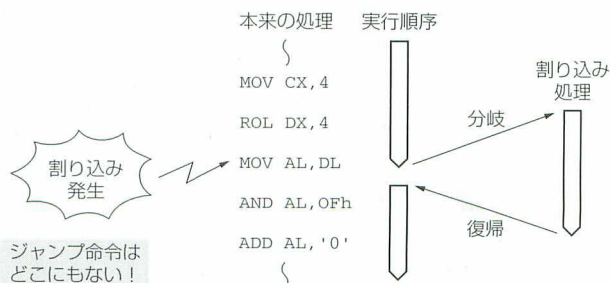 本来の処理
実行順序
MOV CX,4
ROL DX,4
MOV AL,DL
AND AL,OFh
ADD AL,'0'
割り込み
発生
ジャンプ命令は
どこにもない！
分岐
復帰
割り込み
処理